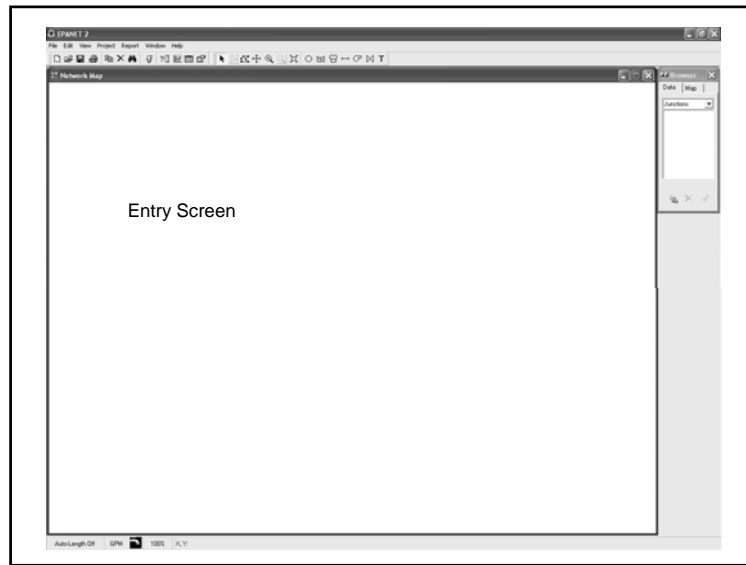 EPANET 2
File Edit View Project Report Window Help
T
Network Map
Browser
Data Map
Junctions
Entry Screen
Auto-Length Off GPM 100% X,Y: